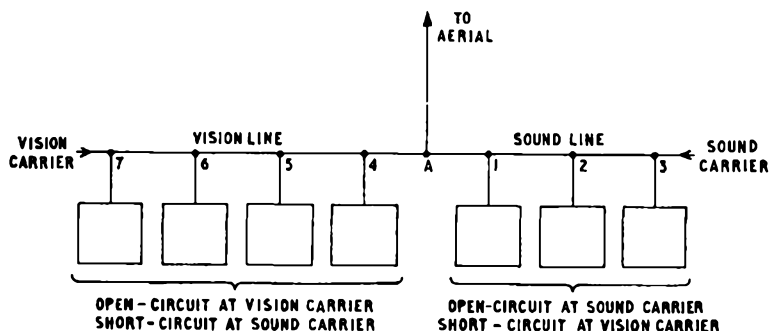 TO
AERIAL
VISION
CARRIER
VISION LINE
SOUND LINE
SOUND
CARRIER
7 6 5 4 A 1 2 3
OPEN-CIRCUIT AT VISION CARRIER
SHORT-CIRCUIT AT SOUND CARRIER
OPEN-CIRCUIT AT SOUND CARRIER
SHORT-CIRCUIT AT VISION CARRIER